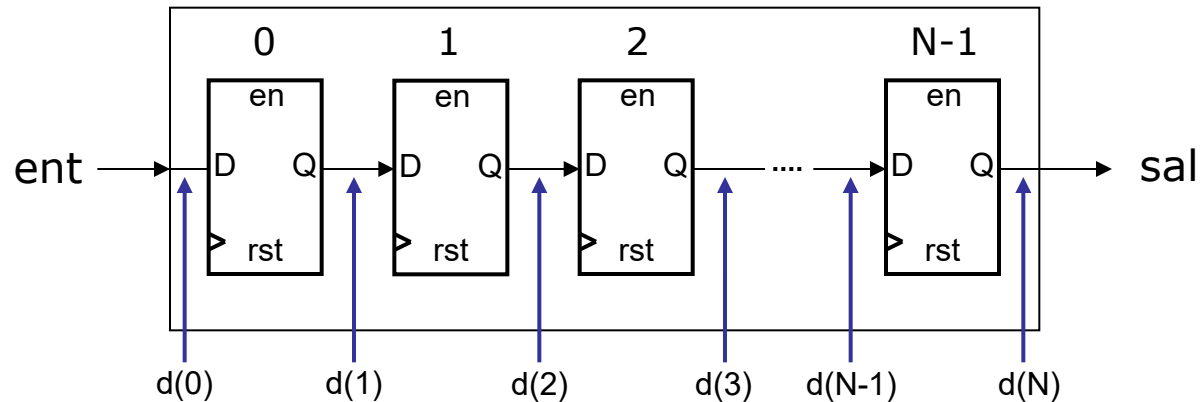 0 1 2 N-1
en en en en
ent D Q D Q D Q .... D Q sal
rst rst rst rst
d(0) d(1) d(2) d(3) d(N-1) d(N)